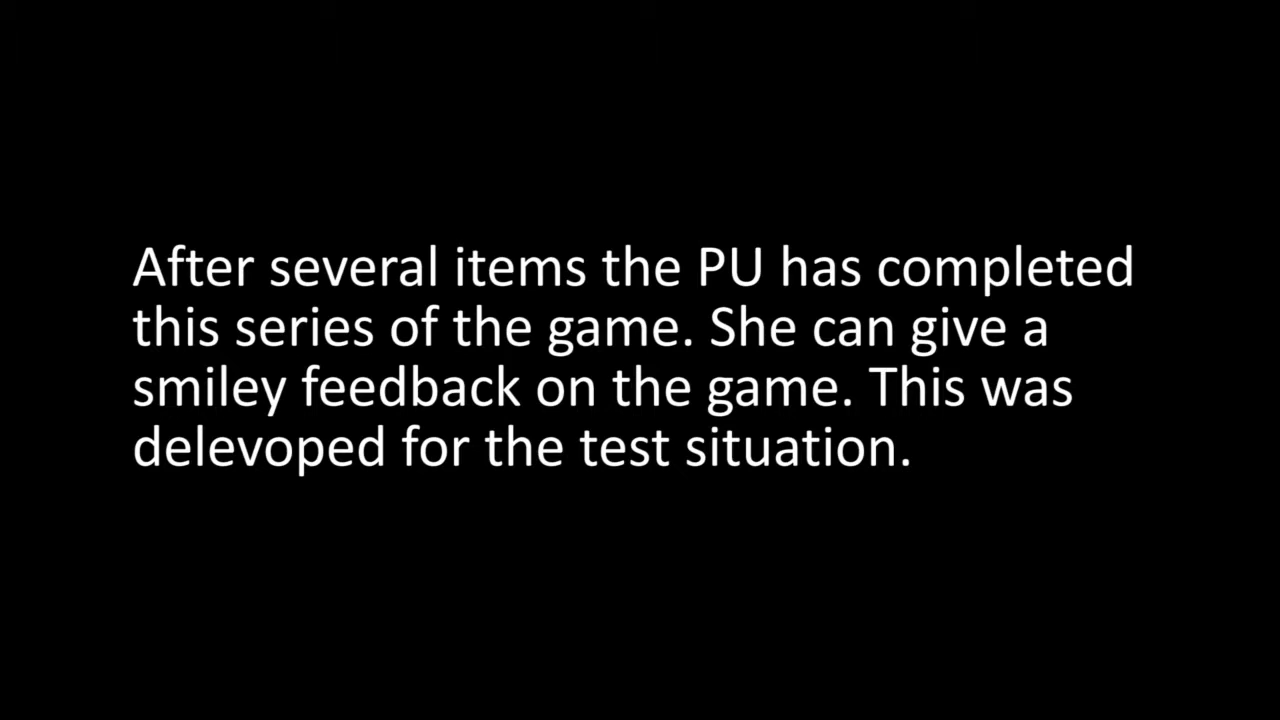 After several items the PU has completed
this series of the game. She can give a
smiley feedback on the game. This was
delevoped for the test situation.